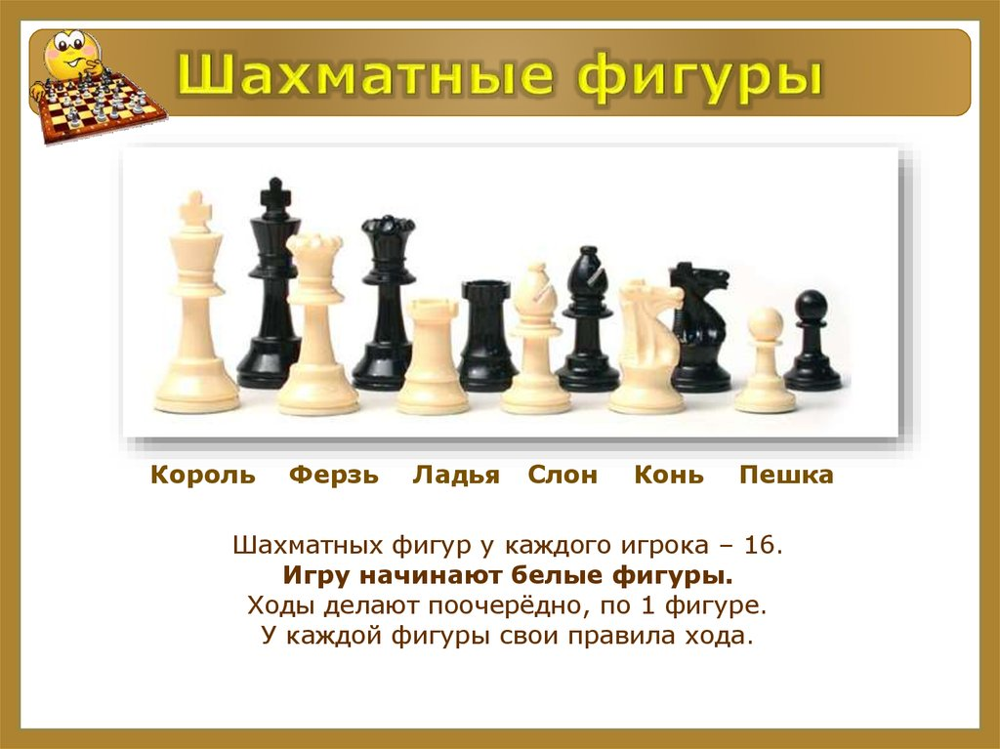 Шахматные фигуры
Король Ферзь Ладья Слон Конь Пешка
Шахматных фигур у каждого игрока – 16.
Игру начинают белые фигуры.
Ходы делают поочерёдно, по 1 фигуре.
У каждой фигуры свои правила хода.